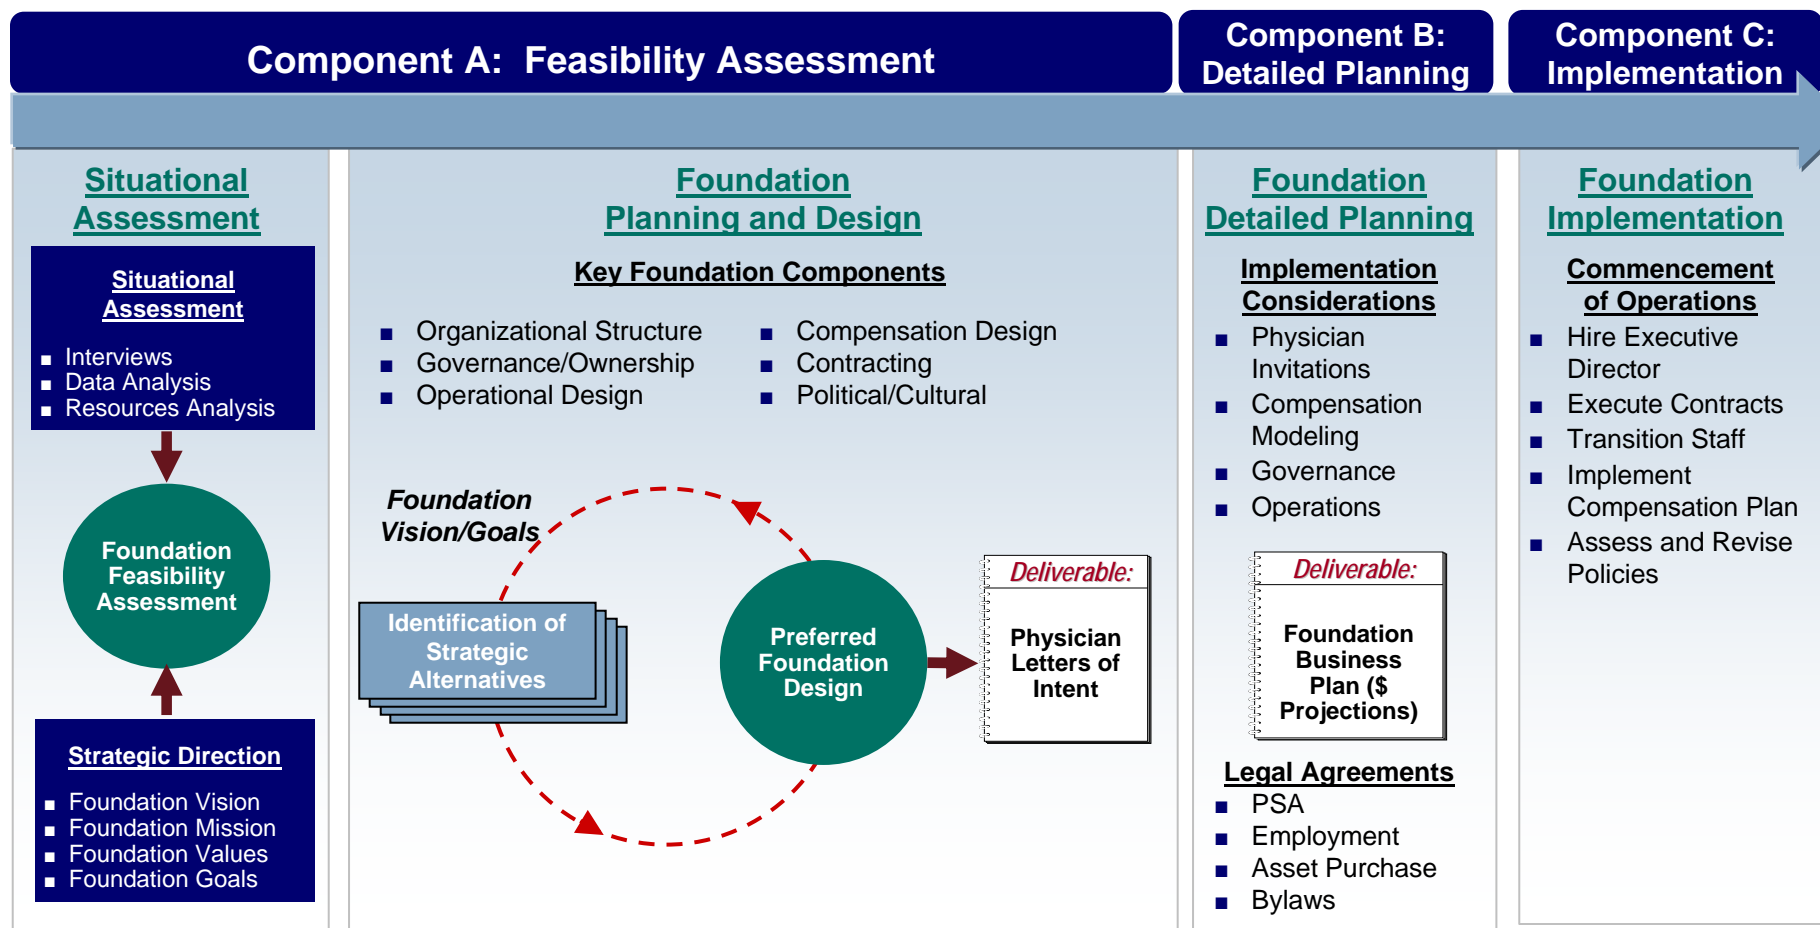 Component A:  Feasibility Assessment
Component B:
Detailed Planning
Component C:
Implementation
Situational
Assessment
Situational
Assessment
Interviews
Data Analysis
Resources Analysis
Foundation
Feasibility
Assessment
Strategic Direction
Foundation Vision
Foundation Mission
Foundation Values
Foundation Goals
Foundation
Planning and Design
Key Foundation Components
Organizational Structure
Governance/Ownership
Operational Design
Compensation Design
Contracting
Political/Cultural
Foundation
Vision/Goals
Identification of
Strategic
Alternatives
Preferred
Foundation
Design
Deliverable:
Physician
Letters of
Intent
Foundation
Detailed Planning
Implementation
Considerations
Physician
Invitations
Compensation
Modeling
Governance
Operations
Deliverable:
Foundation
Business
Plan ($
Projections)
Legal Agreements
PSA
Employment
Asset Purchase
Bylaws
Foundation
Implementation
Commencement
of Operations
Hire Executive
Director
Execute Contracts
Transition Staff
Implement
Compensation Plan
Assess and Revise
Policies